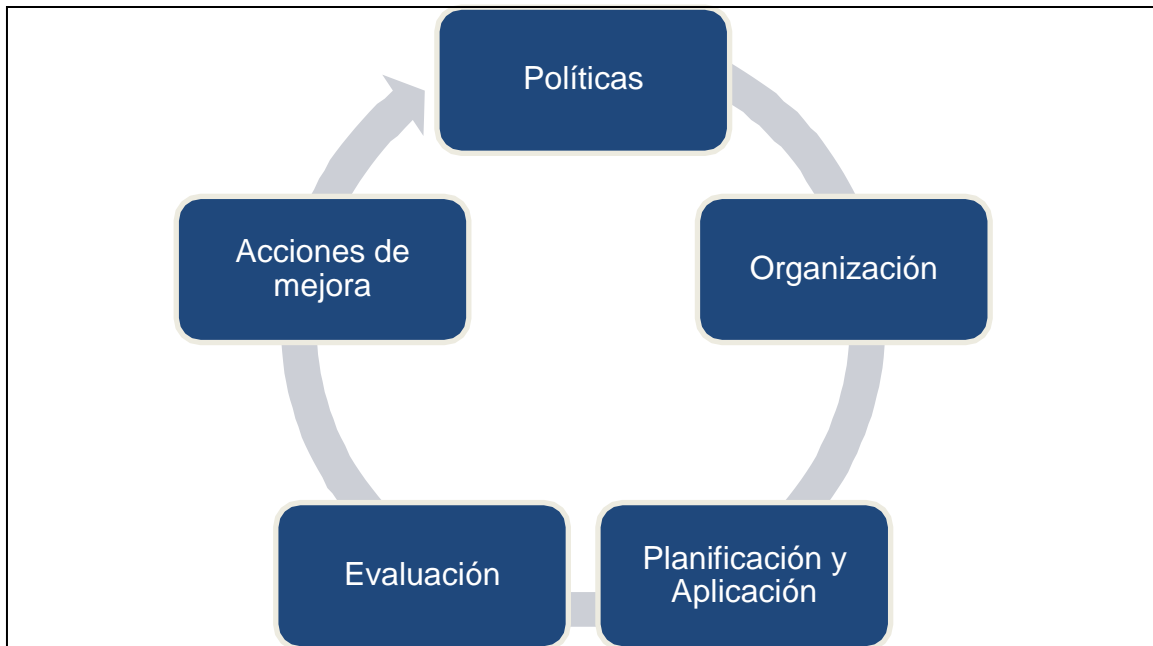 Políticas
Organización
Planificación y
Aplicación
Evaluación
Acciones de
mejora